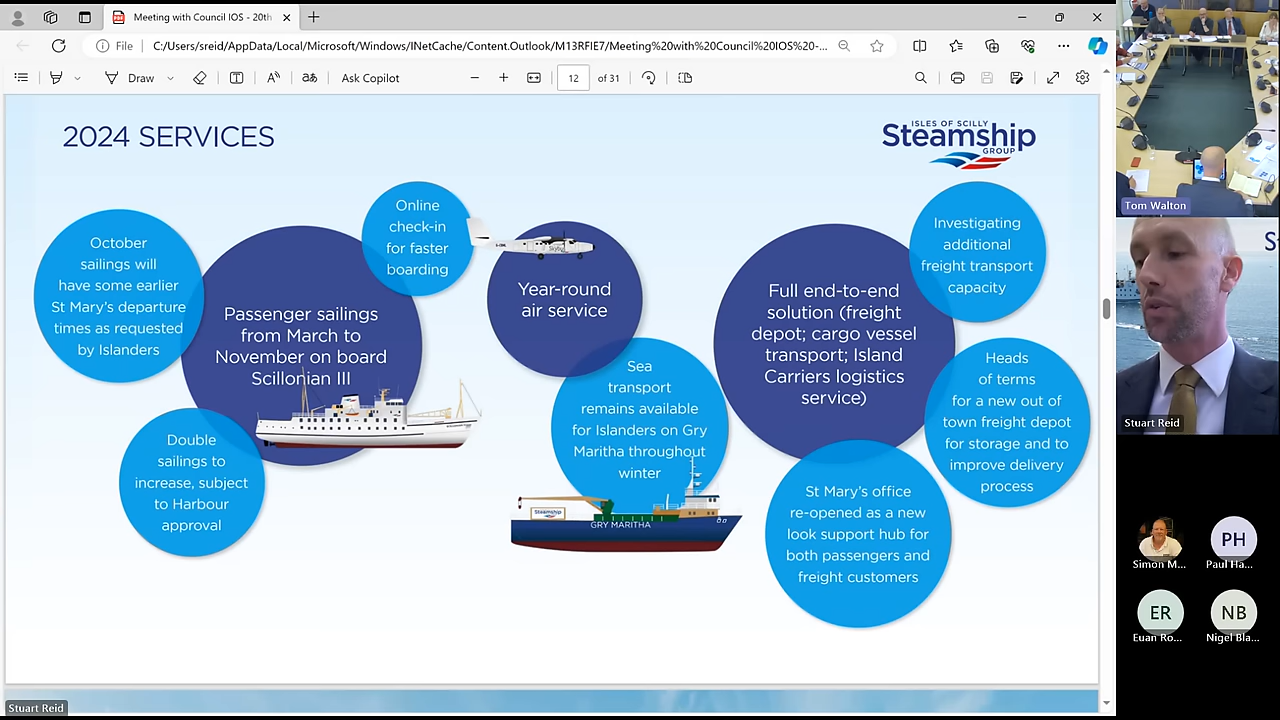 Meeting with Council IOS - 20th
File
C:/Users/sreid/AppData/Local/Microsoft/Windows/INetCache/Content.Outlook/M13RFIE7/Meeting%20with%20Council%20IOS%20-...
Draw
Ask Copilot
12 of 31
2024 SERVICES
ISLES OF SCILLY
Steamship
GROUP
October
sailings will
have some earlier
St Mary's departure
times as requested
by Islanders
Passenger sailings
from March to
November on board
Scillonian III
Online
check-in
for faster
boarding
Double
sailings to
increase, subject
to Harbour
approval
Year-round
air service
Sea
transport
remains available
for Islanders on Gry
Maritha throughout
winter
Steamship
GRY MARITHA
Full end-to-end
solution (freight
depot; cargo vessel
transport; Island
Carriers logistics
service)
Investigating
additional
freight transport
capacity
Heads
of terms
for a new out of
town freight depot
for storage and to
improve delivery
process
St Mary's office
re-opened as a new
look support hub for
both passengers and
freight customers
Tom Walton
S
Stuart Reid
Simon M...
PH
Paul Ha...
ER
Euan Ro...
NB
Nigel Bla...
Stuart Reid